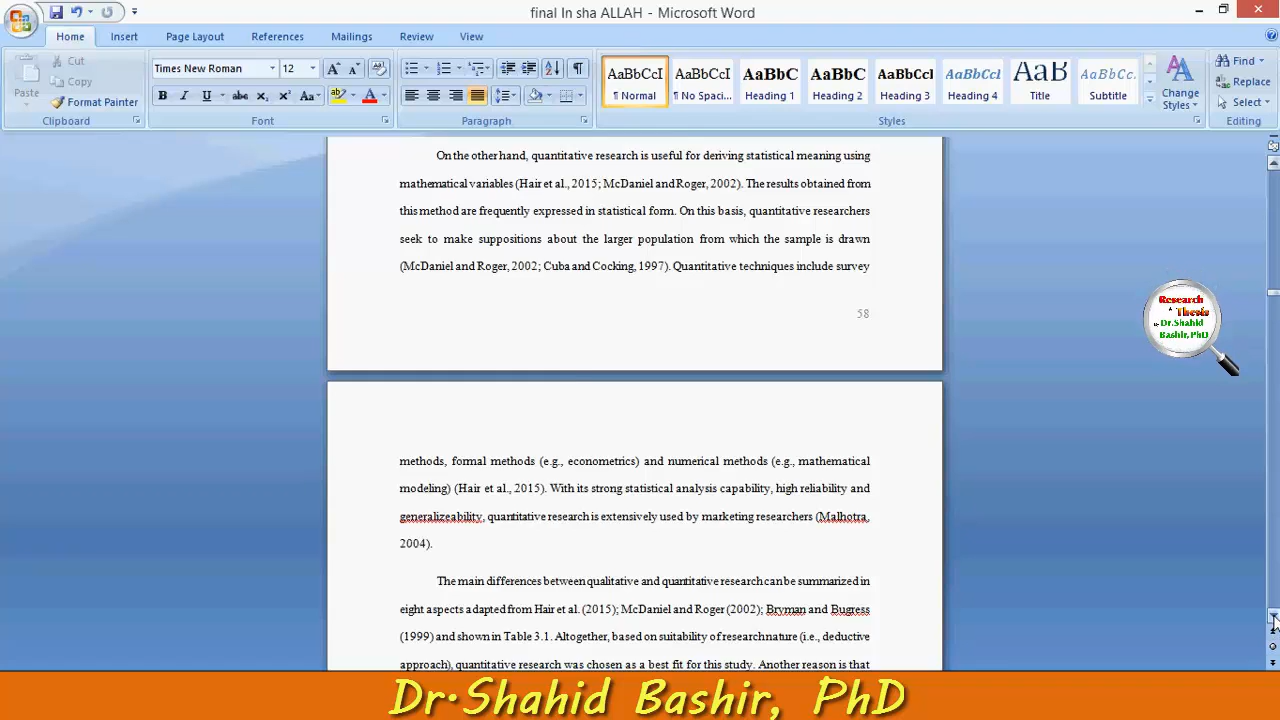 final In sha ALLAH - Microsoft Word
Home Insert Page Layout References Mailings Review View
Paste
Cut
Copy
Format Painter
Clipboard
Times New Roman 12
Font
Paragraph
AaBbCcI AaBbCcI AaBbC AaBbC AaBbCcl AaBbCcl AaB AaBbCc.
¶ Normal ¶ No Spaci... Heading 1 Heading 2 Heading 3 Heading 4 Title Subtitle
Change
Styles
Styles
Find
Replace
Select
Editing
On the other hand, quantitative research is useful for deriving statistical meaning using
mathematical variables (Hair et al., 2015; McDaniel and Roger, 2002). The results obtained from
this method are frequently expressed in statistical form. On this basis, quantitative researchers
seek to make suppositions about the larger population from which the sample is drawn
(McDaniel and Roger, 2002; Cuba and Cocking, 1997). Quantitative techniques include survey
58
methods, formal methods (e.g., econometrics) and numerical methods (e.g., mathematical
modeling) (Hair et al., 2015). With its strong statistical analysis capability, high reliability and
generalizeability, quantitative research is extensively used by marketing researchers (Malhotra,
2004).
The main differences between qualitative and quantitative research can be summarized in
eight aspects adapted from Hair et al. (2015); McDaniel and Roger (2002); Bryman and Bugress
(1999) and shown in Table 3.1. Altogether, based on suitability of research nature (i.e., deductive
approach), quantitative research was chosen as a best fit for this study. Another reason is that
Research
Thesis
Dr.Shahid
Bashir, PhD
Dr.Shahid Bashir, PhD